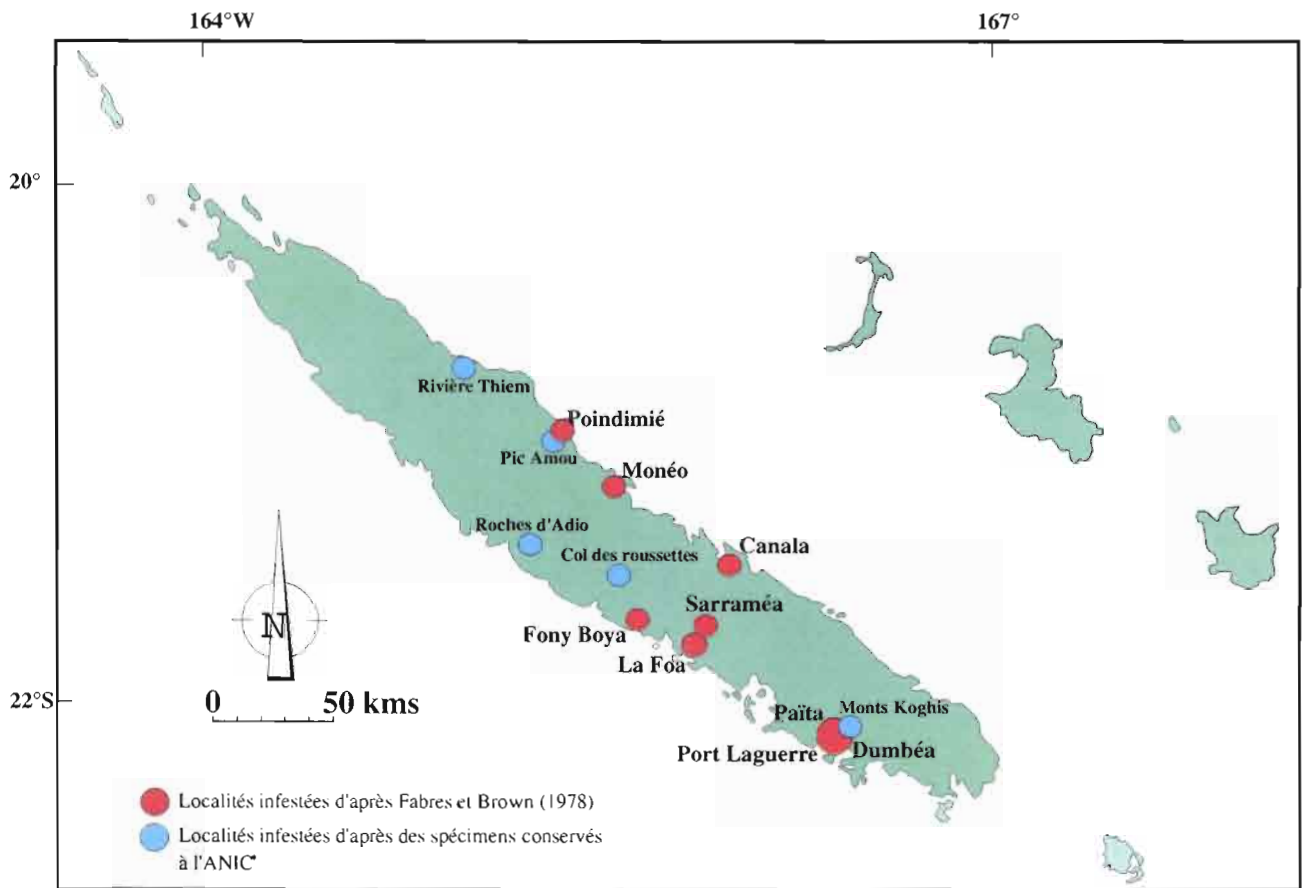 164°W 167°
20°
Rivière Thiem
Poindimié
Pic Amou
Monéo
Roches d'Adio
Col des roussettes
Canala
Sarraméa
Fony Boya
La Foa
N
22°S
0 50 kms
Païta
Monts Koghis
Port Laguerre
Dumbéa
Localités infestées d'après Fabres et Brown (1978)
Localités infestées d'après des spécimens conservés
à l'ANIC*